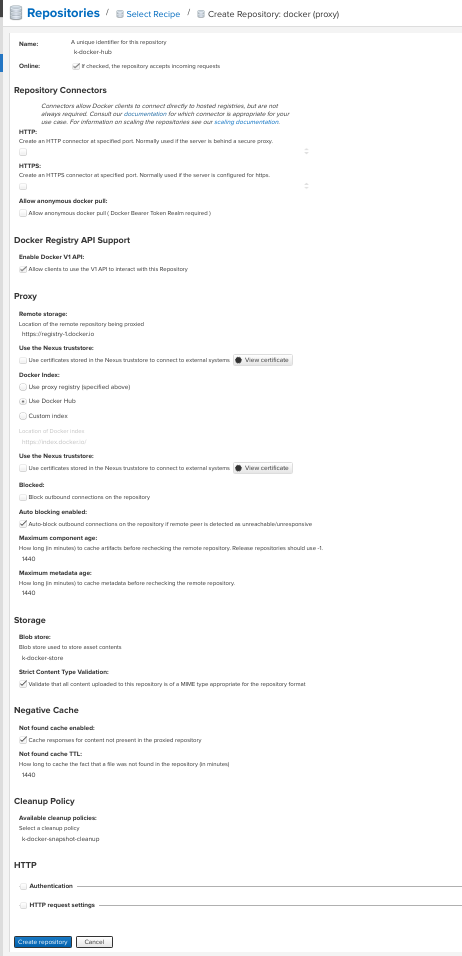 Repositories / Select Recipe / Create Repository: docker (proxy)
Name: A unique identifier for this repository
k-docker-hub
Online: If checked, the repository accepts incoming requests
Repository Connectors
Connectors allow Docker clients to connect directly to hosted registries, but are not
always required. Consult our documentation for which connector is appropriate for your
use case. For information on scaling the repositories see our scaling documentation.
HTTP:
Create an HTTP connector at specified port. Normally used if the server is behind a secure proxy.
HTTPS:
Create an HTTPS connector at specified port. Normally used if the server is configured for https.
Allow anonymous docker pull:
Allow anonymous docker pull ( Docker Bearer Token Realm required )
Docker Registry API Support
Enable Docker V1 API:
Allow clients to use the V1 API to interact with this Repository
Proxy
Remote storage:
Location of the remote repository being proxied
https://registry-1.docker.io
Use the Nexus truststore:
Use certificates stored in the Nexus truststore to connect to external systems View certificate
Docker Index:
Use proxy registry (specified above)
Use Docker Hub
Custom index
Location of Docker Index
https://index.docker.io/
Use the Nexus truststore:
Use certificates stored in the Nexus truststore to connect to external systems View certificate
Blocked:
Block outbound connections on the repository
Auto blocking enabled:
Auto-block outbound connections on the repository if remote peer is detected as unreachable/unresponsive
Maximum component age:
How long (in minutes) to cache artifacts before rechecking the remote repository. Release repositories should use -1.
1440
Maximum metadata age:
How long (in minutes) to cache metadata before rechecking the remote repository.
1440
Storage
Blob store:
Blob store used to store asset contents
k-docker-store
Strict Content Type Validation:
Validate that all content uploaded to this repository is of a MIME type appropriate for the repository format
Negative Cache
Not found cache enabled:
Cache responses for content not present in the proxied repository
Not found cache TTL:
How long to cache the fact that a file was not found in the repository (in minutes)
1440
Cleanup Policy
Available cleanup policies:
Select a cleanup policy
k-docker-snapshot-cleanup
HTTP
Authentication
HTTP request settings
Create repository Cancel